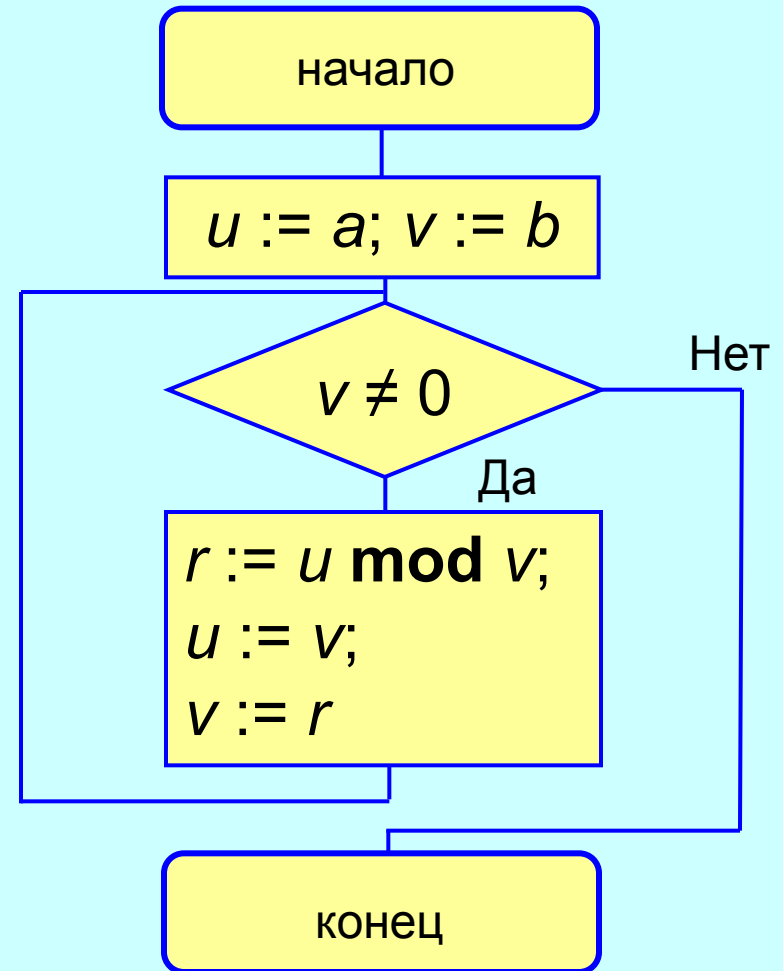 начало
u := a; v := b
v ≠ 0
Нет
Да
r := u mod v;
u := v;
v := r
конец